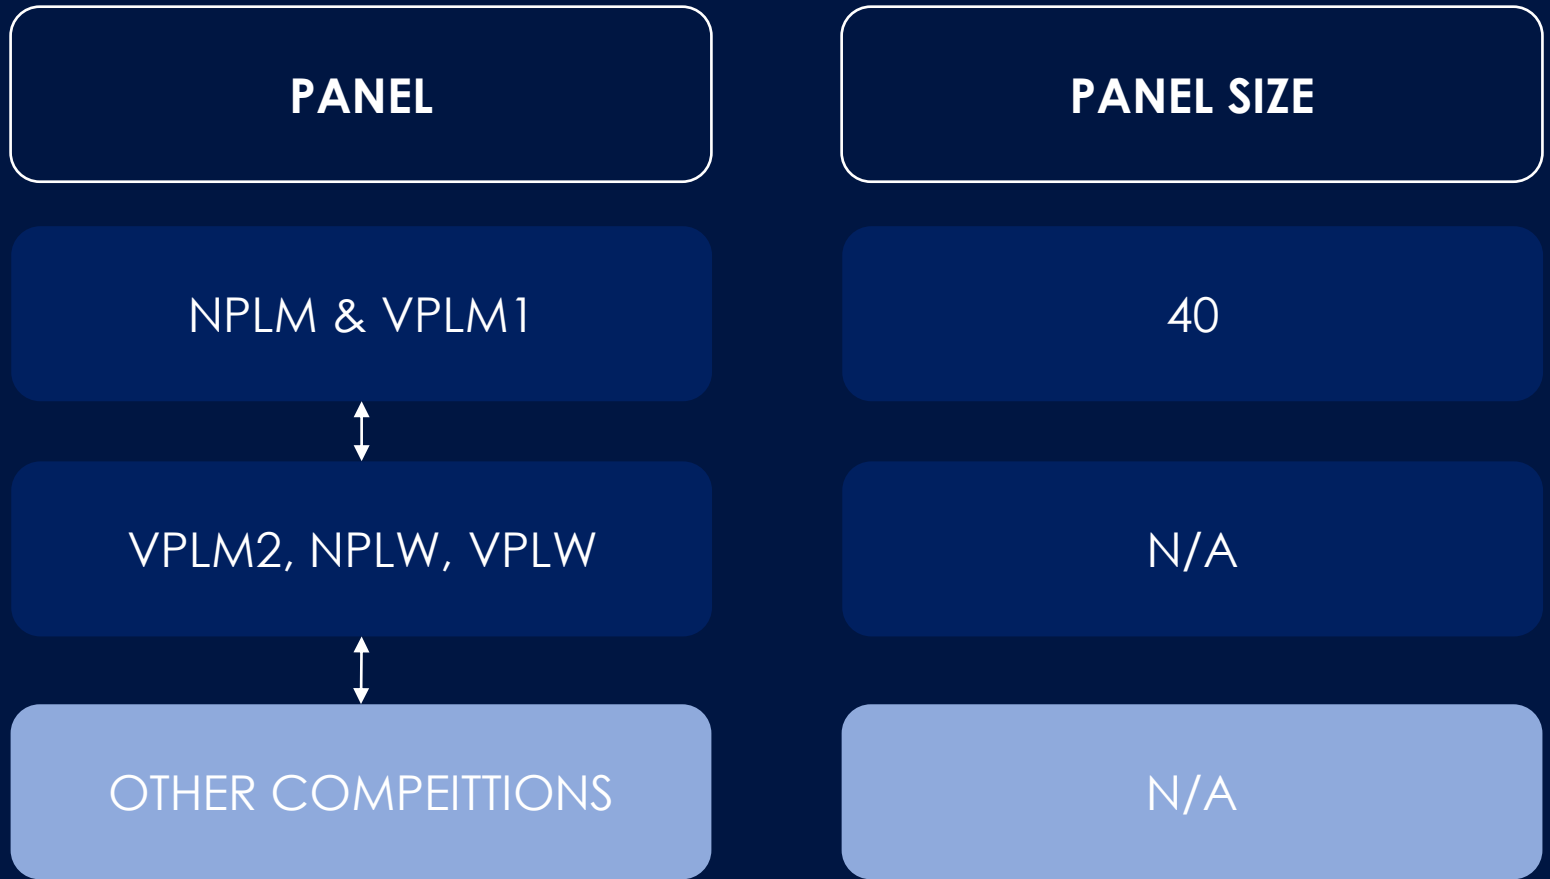 PANEL
PANEL SIZE
NPLM & VPLM1
40
VPLM2, NPLW, VPLW
N/A
OTHER COMPEITTIONS
N/A